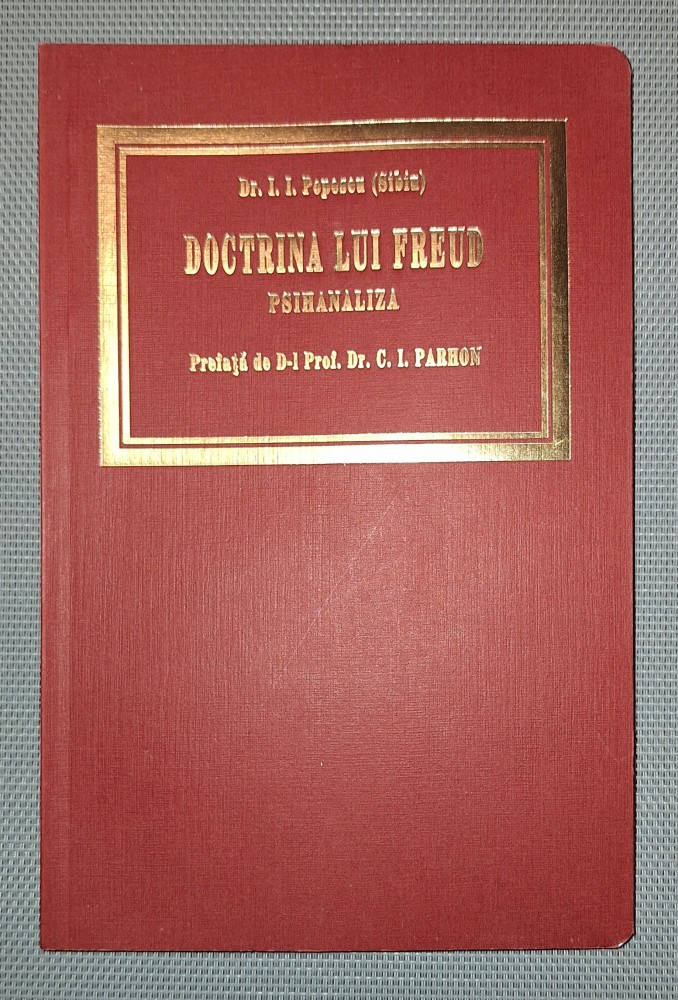 Dr. I. I. Popescu (Sibiu)
DOCTRINA LUI FREUD
PSIHANALIZA
Prefaţă de D-l Prof. Dr. C. I. PARHON